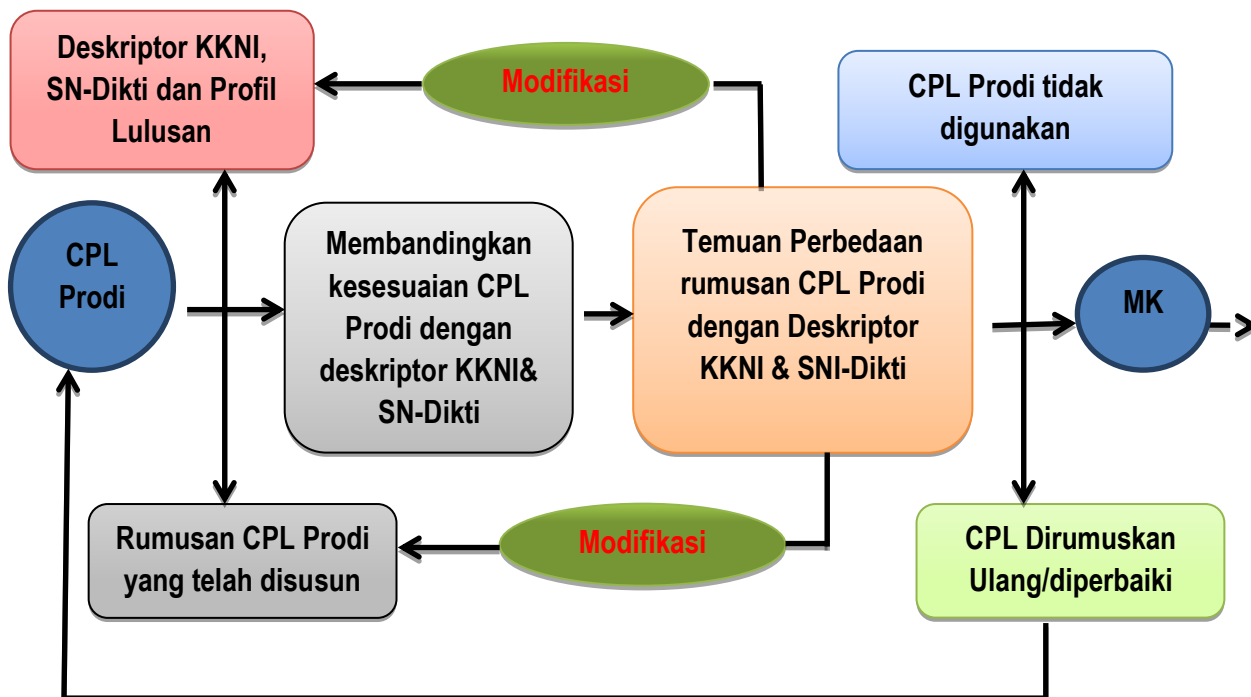 Deskriptor KKNI,
SN-Dikti dan Profil
Lulusan
Modifikasi
CPL Prodi tidak
digunakan
CPL
Prodi
Membandingkan
kesesuaian CPL
Prodi dengan
deskriptor KKNI&
SN-Dikti
Temuan Perbedaan
rumusan CPL Prodi
dengan Deskriptor
KKNI & SNI-Dikti
MK
Rumusan CPL Prodi
yang telah disusun
Modifikasi
CPL Dirumuskan
Ulang/diperbaiki